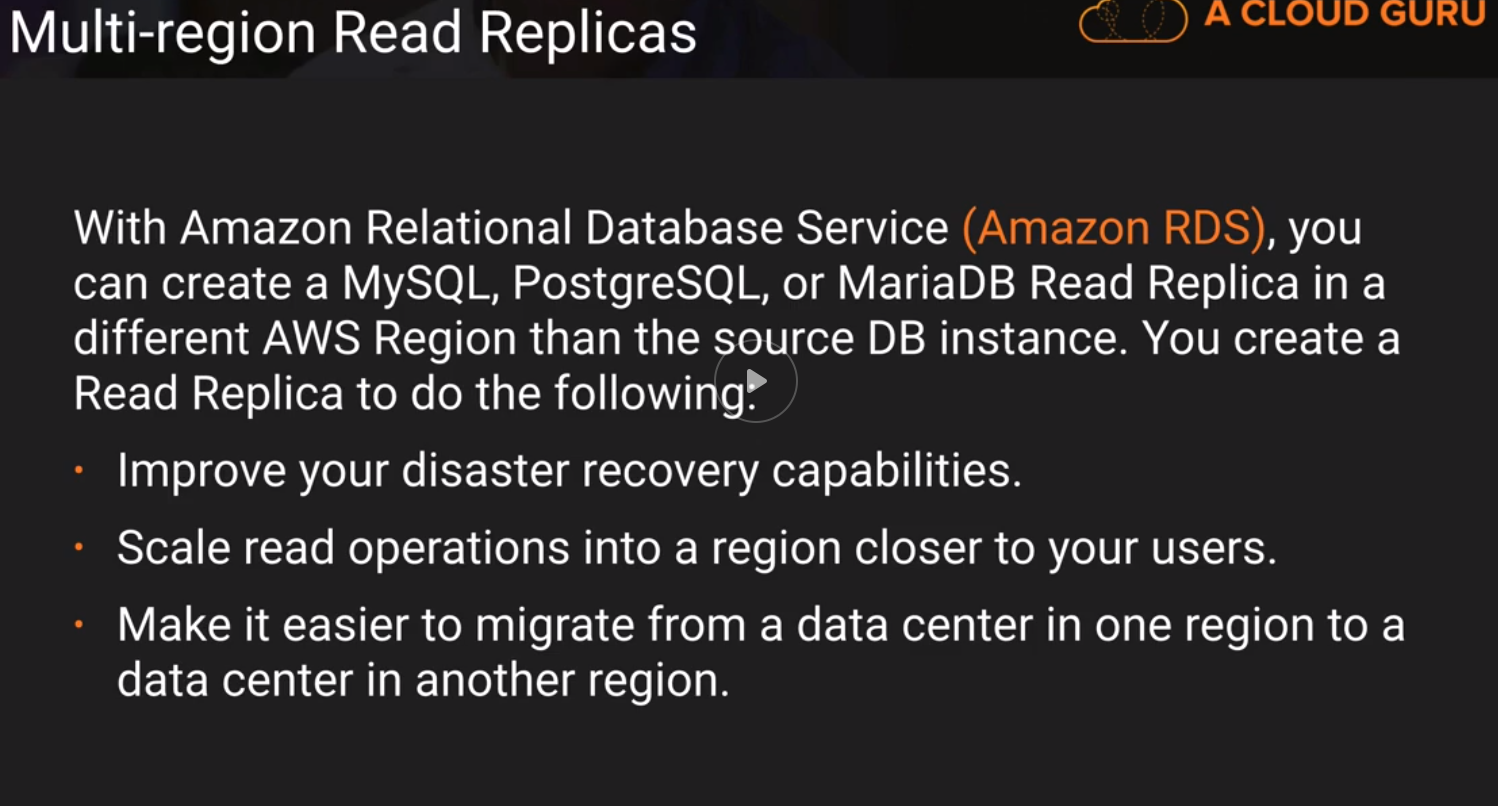 Multi-region Read Replicas
A CLOUD GURU
With Amazon Relational Database Service (Amazon RDS), you
can create a MySQL, PostgreSQL, or MariaDB Read Replica in a
different AWS Region than the source DB instance. You create a
Read Replica to do the following:
• Improve your disaster recovery capabilities.
• Scale read operations into a region closer to your users.
• Make it easier to migrate from a data center in one region to a
data center in another region.